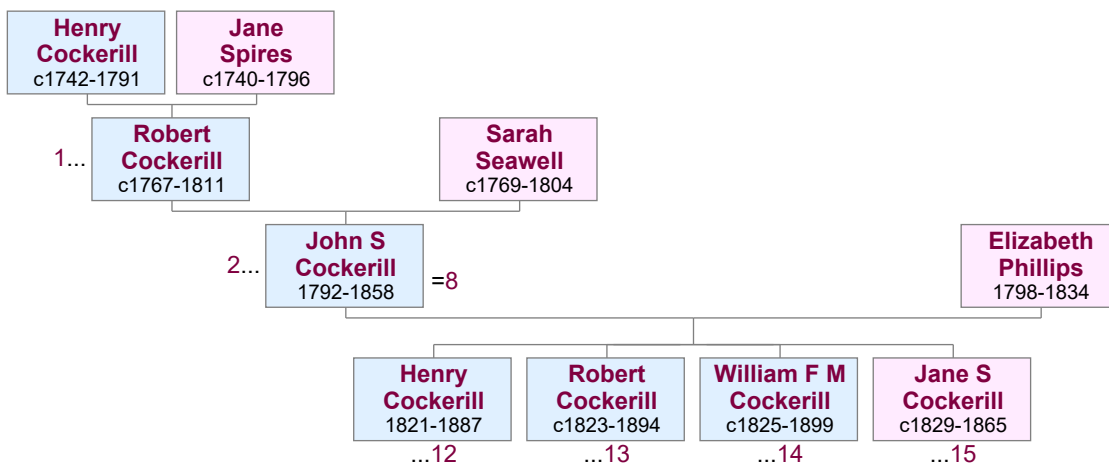 Henry
Cockerill
c1742-1791
Jane
Spires
c1740-1796
1...
Robert
Cockerill
c1767-1811
Sarah
Seawell
c1769-1804
2...
John S
Cockerill
1792-1858
=8
Elizabeth
Phillips
1798-1834
Henry
Cockerill
1821-1887
...12
Robert
Cockerill
c1823-1894
...13
William F M
Cockerill
c1825-1899
...14
Jane S
Cockerill
c1829-1865
...15